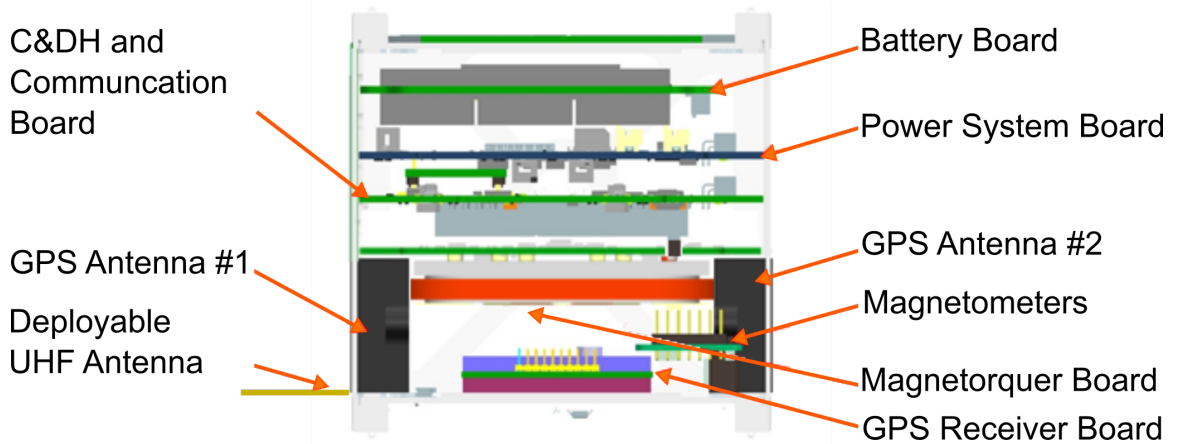 C&DH and
Communcation
Board
GPS Antenna #1
Deployable
UHF Antenna
Battery Board
Power System Board
GPS Antenna #2
Magnetometers
Magnetorquer Board
GPS Receiver Board